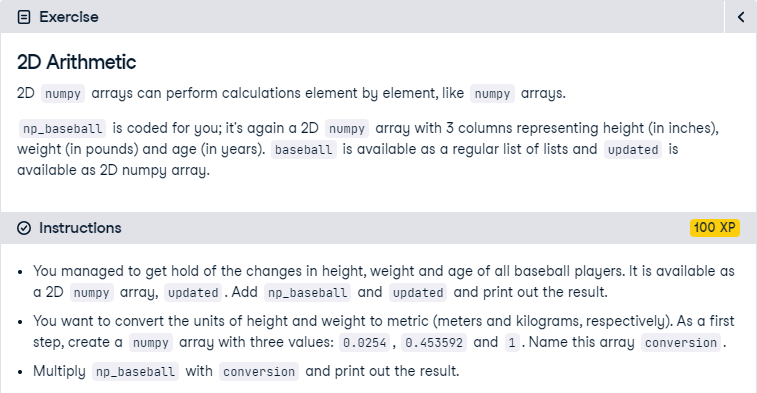 Exercise
2D Arithmetic
2D numpy arrays can perform calculations element by element, like numpy arrays.
np_baseball is coded for you; it's again a 2D numpy array with 3 columns representing height (in inches),
weight (in pounds) and age (in years). baseball is available as a regular list of lists and updated is
available as 2D numpy array.
Instructions
100 XP
• You managed to get hold of the changes in height, weight and age of all baseball players. It is available as
a 2D numpy array, updated. Add np_baseball and updated and print out the result.
• You want to convert the units of height and weight to metric (meters and kilograms, respectively). As a first
step, create a numpy array with three values: 0.0254, 0.453592 and 1. Name this array conversion.
• Multiply np_baseball with conversion and print out the result.